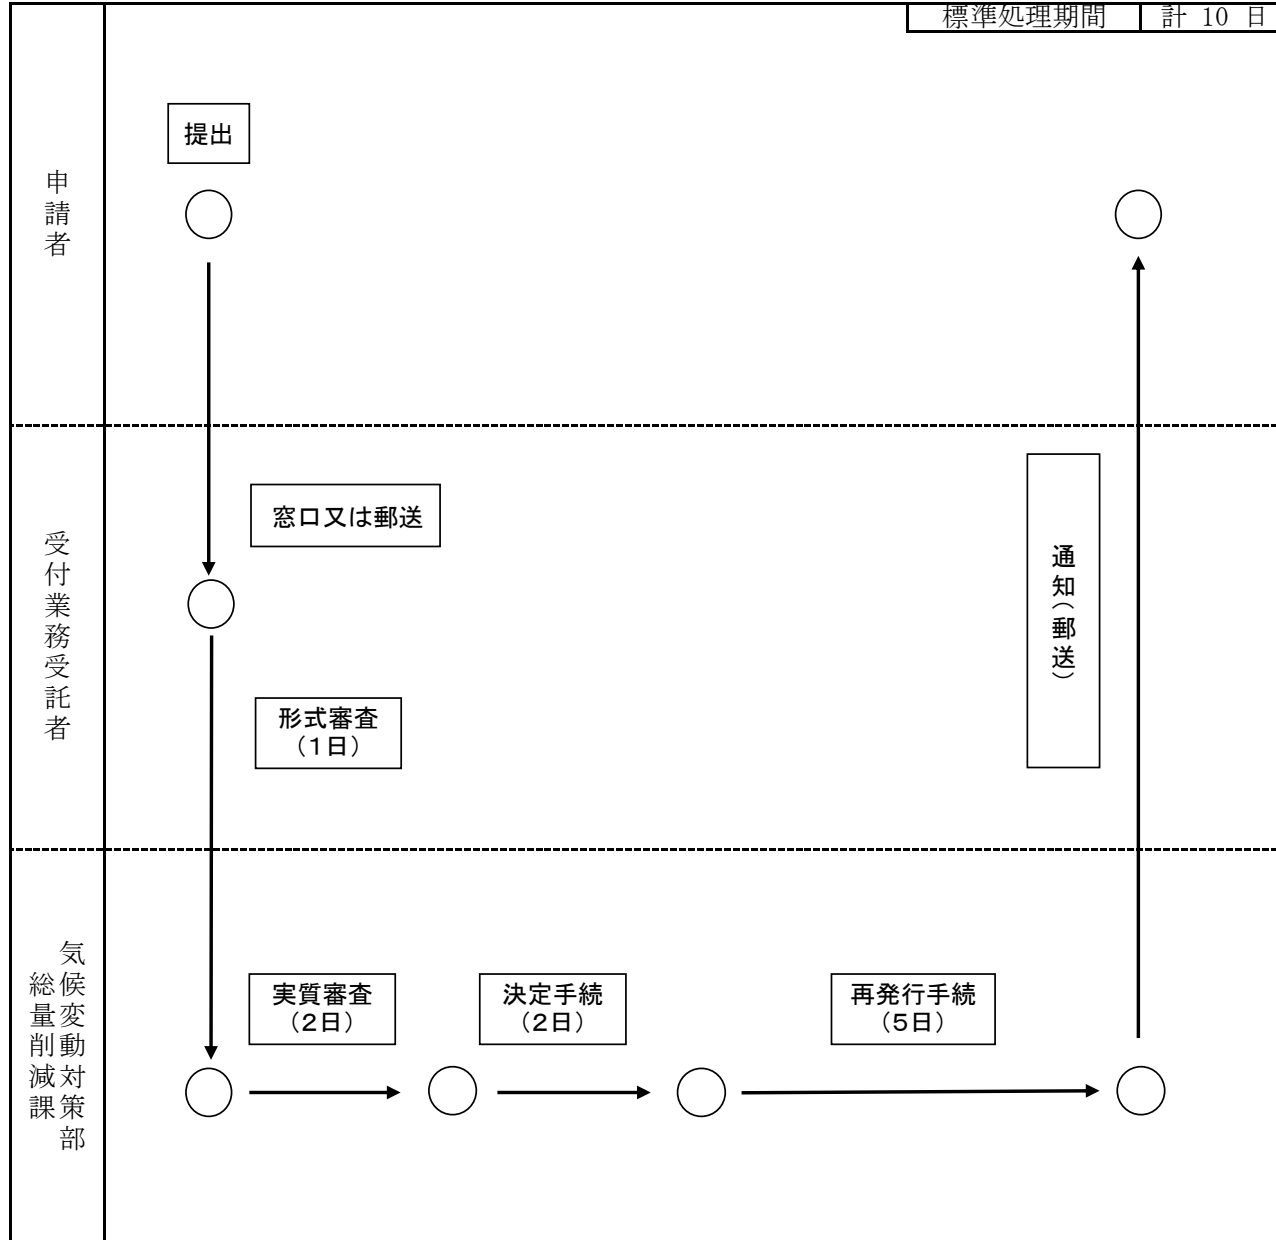 標準処理期間 計 10 日
申請者
提出
受付業務受託者
窓口又は郵送
形式審査
（１日）
通知（郵送）
気候変動対策部
総量削減課
実質審査
（２日）
決定手続
（２日）
再発行手続
（５日）